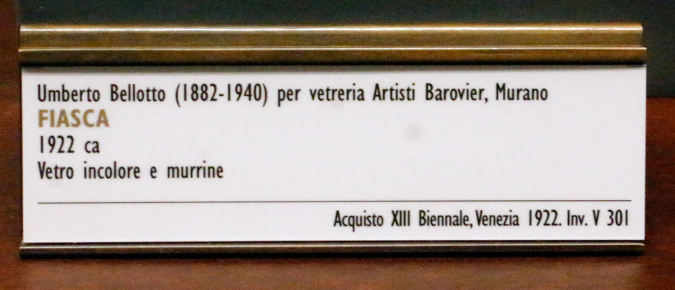 Umberto Bellotto (1882-1940) per vetreria Artisti Barovier, Murano
FIASCA
1922 ca
Vetro incolore e murrine
Acquisto XIII Biennale, Venezia 1922. Inv. V 301